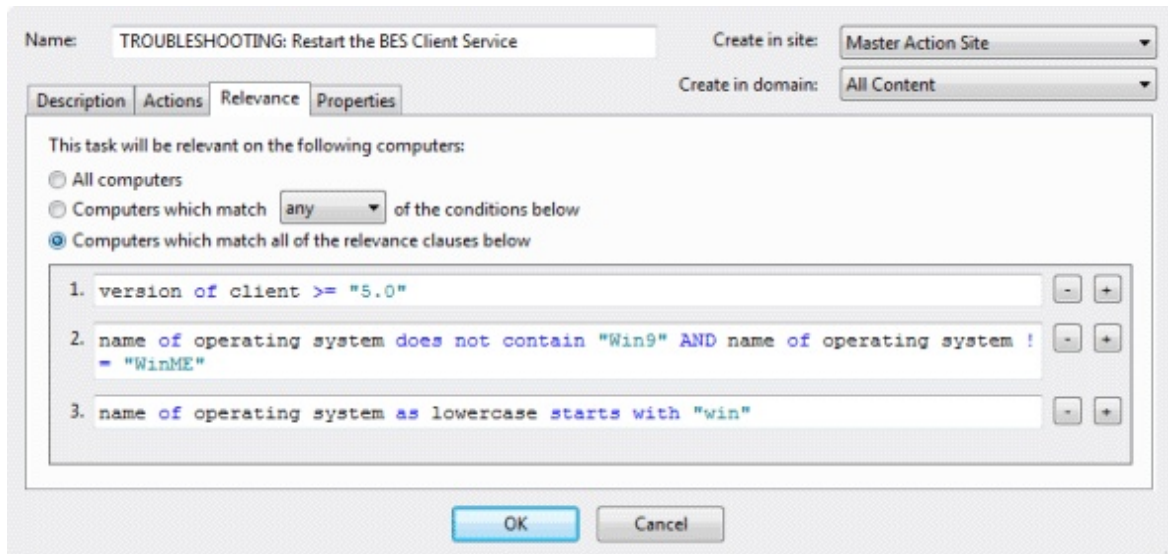 Name: TROUBLESHOOTING: Restart the BES Client Service Create in site: Master Action Site
Create in domain: All Content
Description Actions Relevance Properties
This task will be relevant on the following computers:
All computers
Computers which match any of the conditions below
Computers which match all of the relevance clauses below
1. version of client >= "5.0" - +
2. name of operating system does not contain "Win9" AND name of operating system ! - +
= "WinME"
3. name of operating system as lowercase starts with "win" - +
OK Cancel